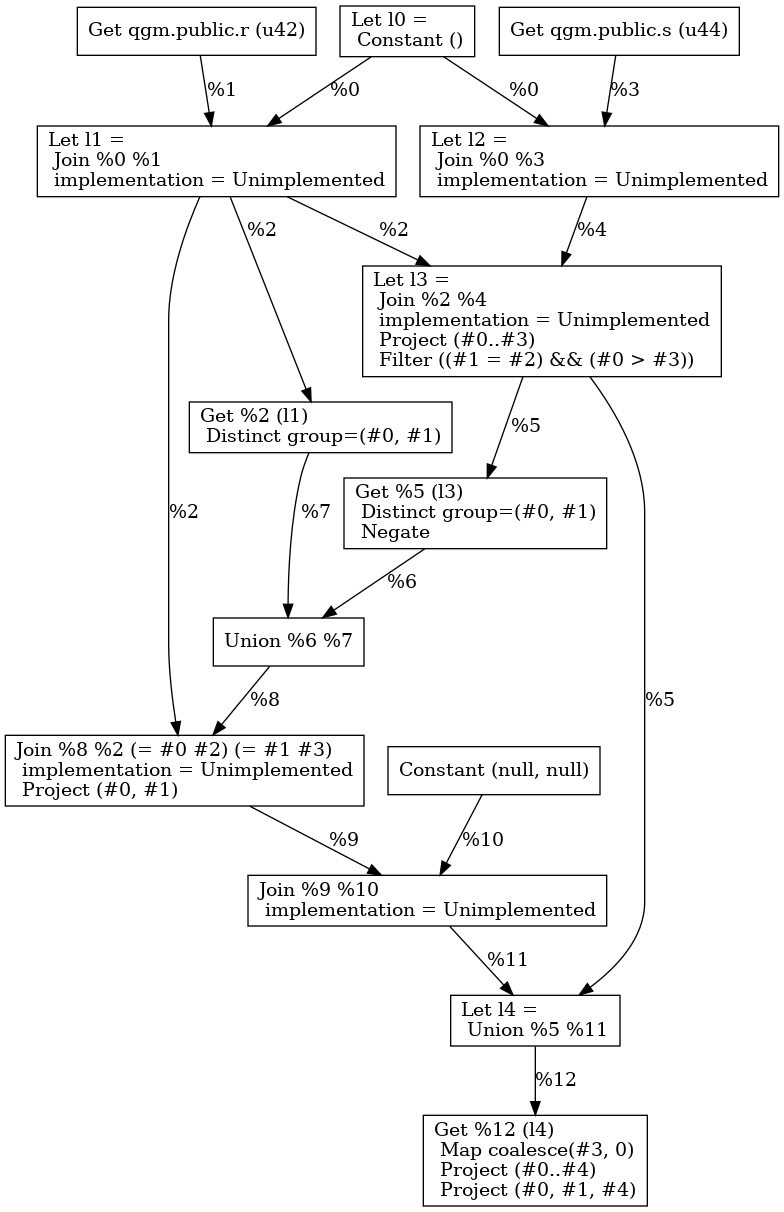 Get qgm.public.r (u42)
Let l0 =
Constant ()
Get qgm.public.s (u44)
%1
%0
%0
%3
Let l1 =
Join %0 %1
implementation = Unimplemented
Let l2 =
Join %0 %3
implementation = Unimplemented
%2
%2
%4
Let l3 =
Join %2 %4
implementation = Unimplemented
Project (#0..#3)
Filter ((#1 = #2) && (#0 > #3))
Get %2 (l1)
Distinct group=(#0, #1)
%5
Get %5 (l3)
Distinct group=(#0, #1)
Negate
%2
%7
%6
Union %6 %7
%8
%5
Join %8 %2 (= #0 #2) (= #1 #3)
implementation = Unimplemented
Project (#0, #1)
Constant (null, null)
%9
%10
Join %9 %10
implementation = Unimplemented
%11
Let l4 =
Union %5 %11
%12
Get %12 (l4)
Map coalesce(#3, 0)
Project (#0..#4)
Project (#0, #1, #4)